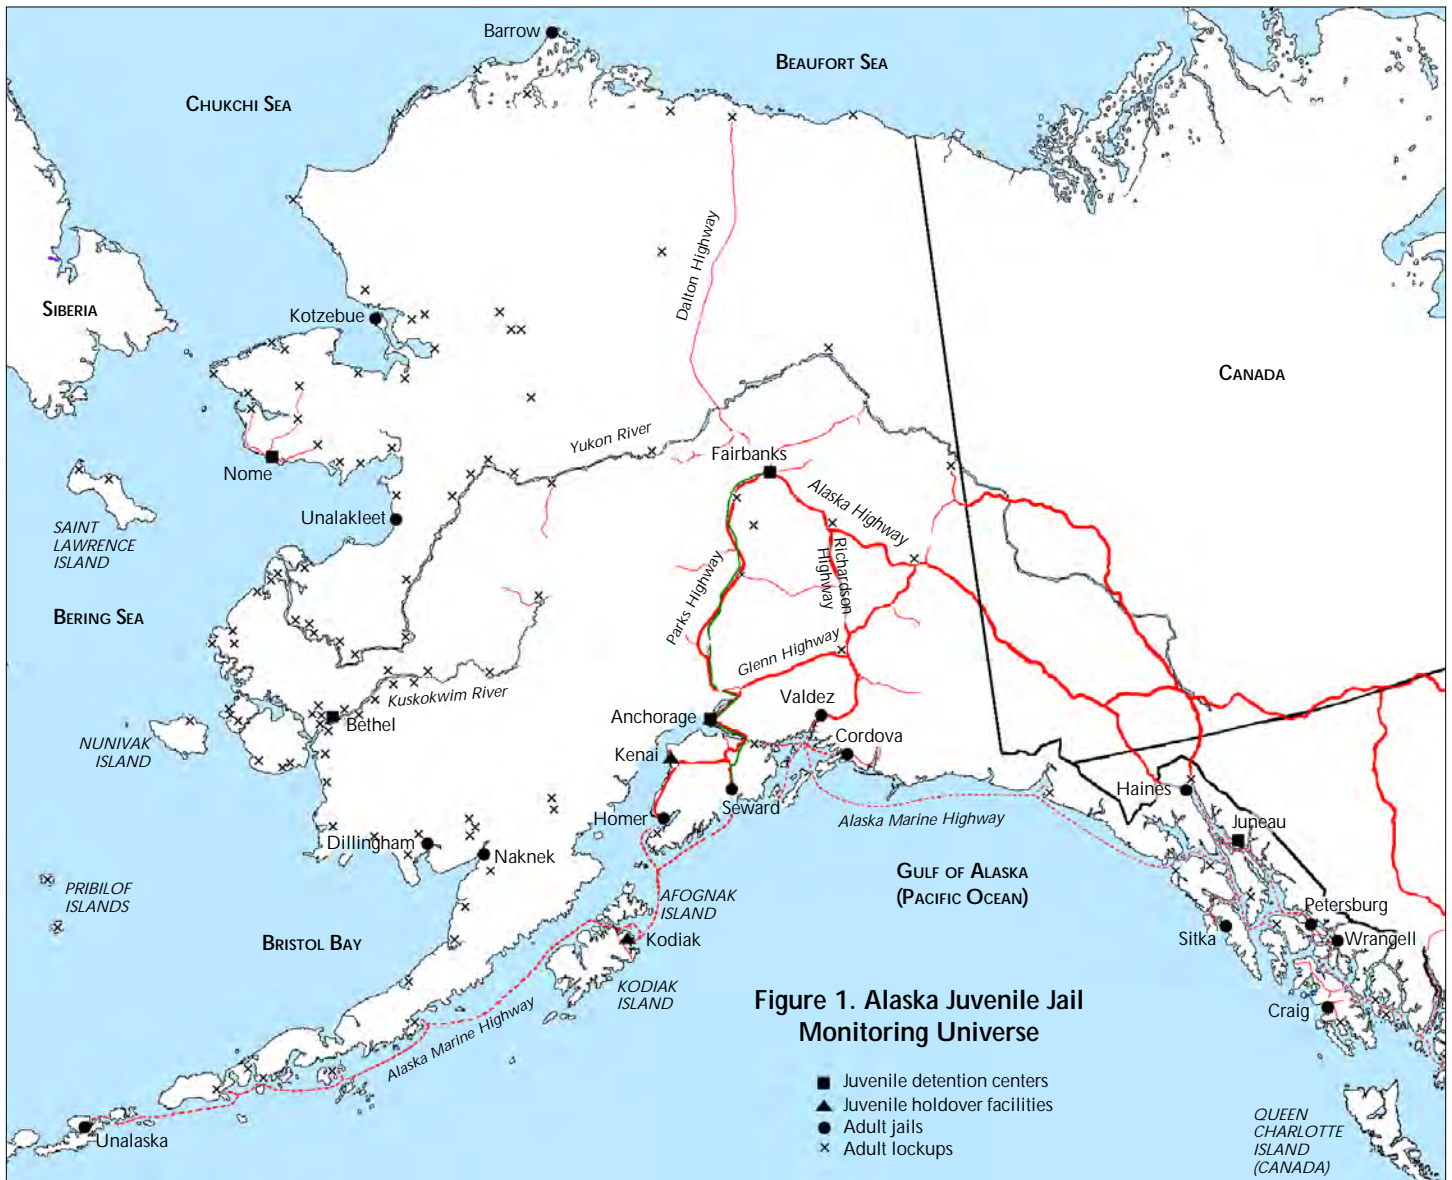 Barrow
BEAUFORT SEA
CHUKCHI SEA
Dalton Highway
SIBERIA
Kotzebue
CANADA
Yukon River
Fairbanks
Nome
Alaska Highway
Unalakleet
SAINT
LAWRENCE
ISLAND
Richardson
Highway
Parks Highway
BERING SEA
Glenn Highway
Kuskokwim River
Valdez
Bethel
Anchorage
NUNIVAK
ISLAND
Cordova
Kenai
Haines
Seward
Homer
Alaska Marine Highway
Juneau
Dillingham
Naknek
GULF OF ALASKA
(PACIFIC OCEAN)
PRIBILOF
ISLANDS
AFOGNAK
ISLAND
Petersburg
Sitka
Wrangell
BRISTOL BAY
Kodiak
KODIAK
ISLAND
Craig
Alaska Marine Highway
Figure 1. Alaska Juvenile Jail
Monitoring Universe
Juvenile detention centers
Juvenile holdover facilities
Adult jails
Adult lockups
Unalaska
QUEEN
CHARLOTTE
ISLAND
(CANADA)